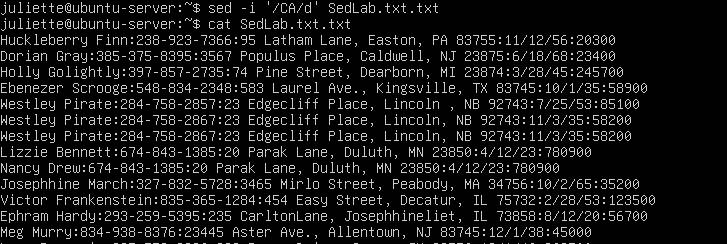 juliette@ubuntu-server:~$ sed -i '/CA/d' SedLab.txt.txt
juliette@ubuntu-server:~$ cat SedLab.txt.txt
Huckleberry Finn:238-923-7366:95 Latham Lane, Easton, PA 83755:11/12/56:20300
Dorian Gray:385-375-8395:3567 Populus Place, Caldwell, NJ 23875:6/18/68:23400
Holly Golightly:397-857-2735:74 Pine Street, Dearborn, MI 23874:3/28/45:245700
Ebenezer Scrooge:548-834-2348:583 Laurel Ave., Kingsville, TX 83745:10/1/35:58900
Westley Pirate:284-758-2857:23 Edgecliff Place, Lincoln , NB 92743:7/25/53:85100
Westley Pirate:284-758-2867:23 Edgecliff Place, Lincoln, NB 92743:11/3/35:58200
Westley Pirate:284-758-2867:23 Edgecliff Place, Lincoln, NB 92743:11/3/35:58200
Lizzie Bennett:674-843-1385:20 Parak Lane, Duluth, MN 23850:4/12/23:780900
Nancy Drew:674-843-1385:20 Parak Lane, Duluth, MN 23850:4/12/23:780900
Josephhine March:327-832-5728:3465 Mirlo Street, Peabody, MA 34756:10/2/65:35200
Victor Frankenstein:835-365-1284:454 Easy Street, Decatur, IL 75732:2/28/53:123500
Ephram Hardy:293-259-5395:235 CarltonLane, Josephhineliet, IL 73858:8/12/20:56700
Meg Murry:834-938-8376:23445 Aster Ave., Allentown, NJ 83745:12/1/38:45000